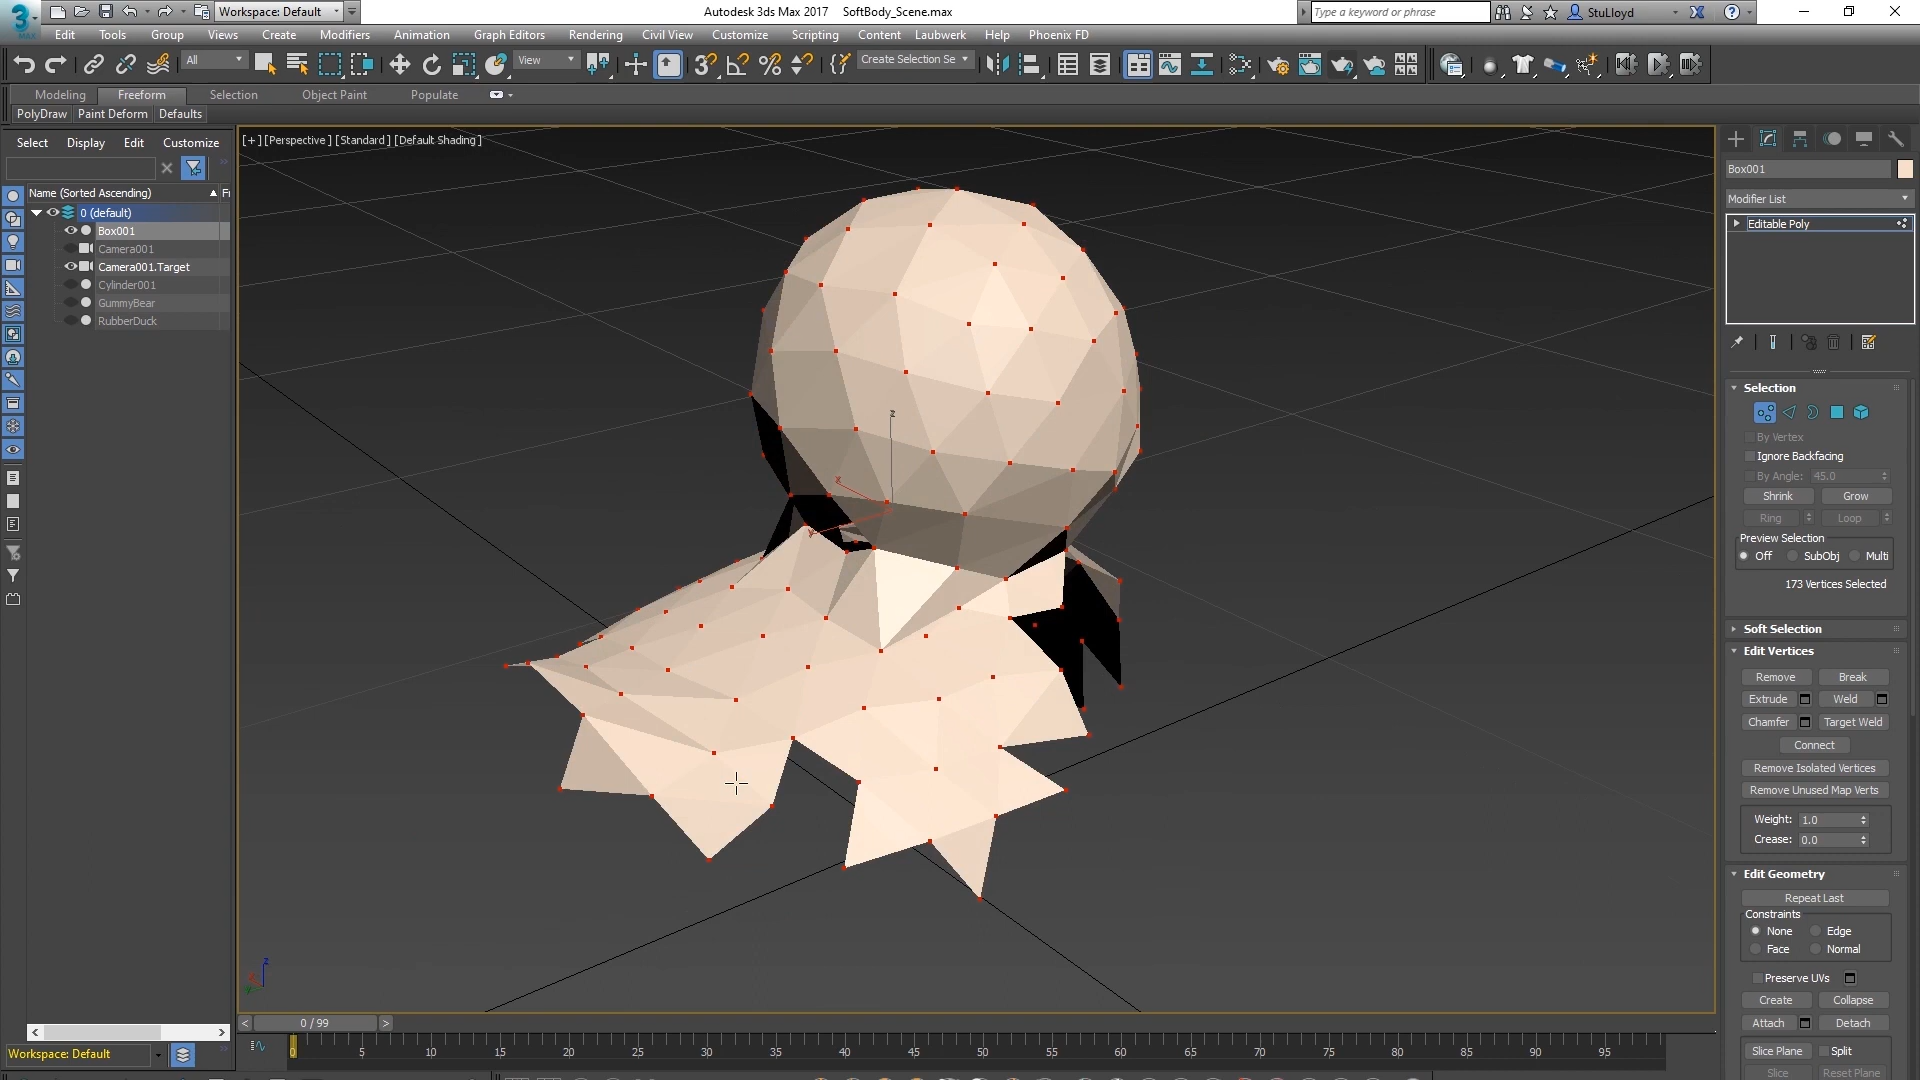 Workspace: Default
Autodesk 3ds Max 2017 SoftBody_Scene.max
Type a keyword or phrase
StuLloyd
3
MAX
Edit Tools Group Views Create Modifiers Animation Graph Editors Rendering Civil View Customize Scripting Content Laubwerk Help Phoenix FD
All
View
Create Selection Se
Modeling Freeform Selection Object Paint Populate
PolyDraw Paint Deform Defaults
Select Display Edit Customize
Name (Sorted Ascending)
0 (default)
Box001
Camera001
Camera001.Target
Cylinder001
GummyBear
RubberDuck
[+] [Perspective ] [Standard ] [Default Shading ]
z
x
y
z
Box001
Modifier List
Editable Poly
Selection
By Vertex
Ignore Backfacing
By Angle: 45.0
Shrink Grow
Ring Loop
Preview Selection
Off SubObj Multi
173 Vertices Selected
Soft Selection
Edit Vertices
Remove Break
Extrude Weld
Chamfer Target Weld
Connect
Remove Isolated Vertices
Remove Unused Map Verts
Weight: 1.0
Crease: 0.0
Edit Geometry
Repeat Last
Constraints
None Edge
Face Normal
Preserve UVs
Create Collapse
Attach Detach
Slice Plane Split
Slice Reset Plane
< 0 / 99 >
0 5 10 15 20 25 30 35 40 45 50 55 60 65 70 75 80 85 90 95
Workspace: Default